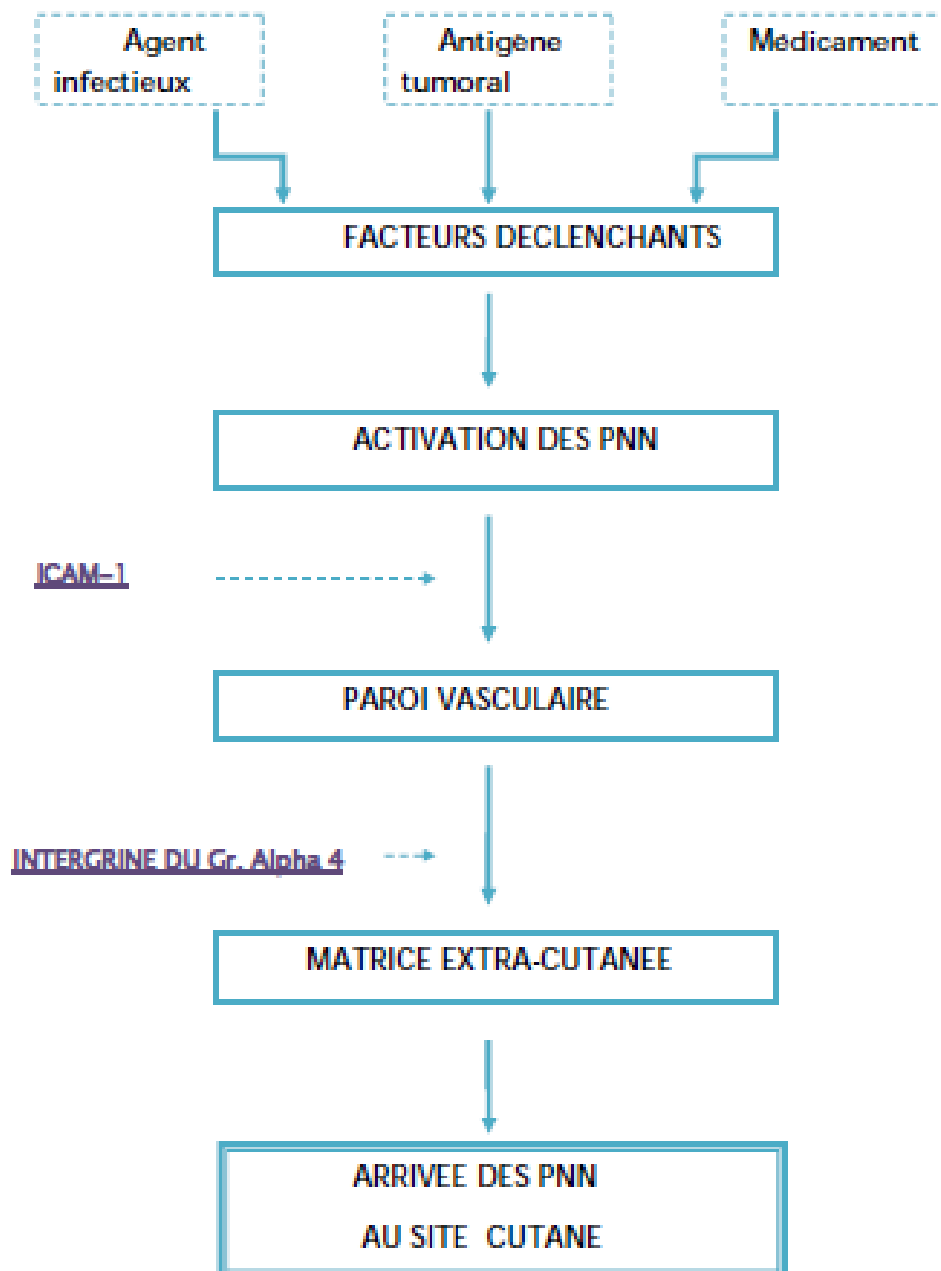 Agent
infectieux
Antigène
tumoral
Médicament
FACTEURS DECLENCHANTS
ACTIVATION DES PNN
ICAM-1
PAROI VASCULAIRE
INTERGRINE DU Gr. Alpha 4
MATRICE EXTRA-CUTANEE
ARRIVEE DES PNN
AU SITE CUTANE